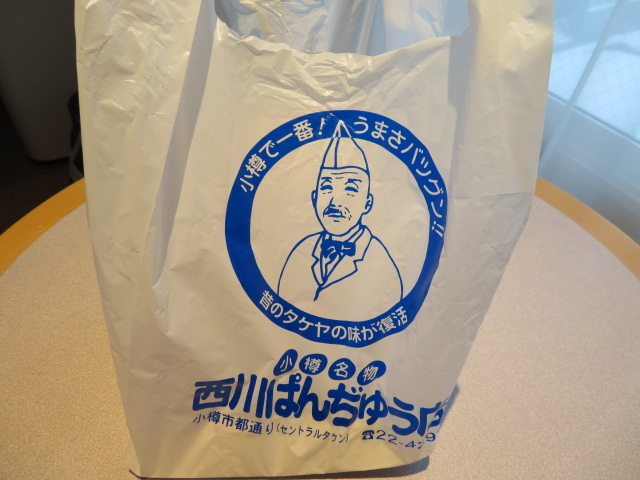 小樽で一番！うまさバツグン!!
昔のタケヤの味が復活
小樽名物
西川ぱんぢゅう店
小樽市都通り(セントラルタウン) ☎22-4